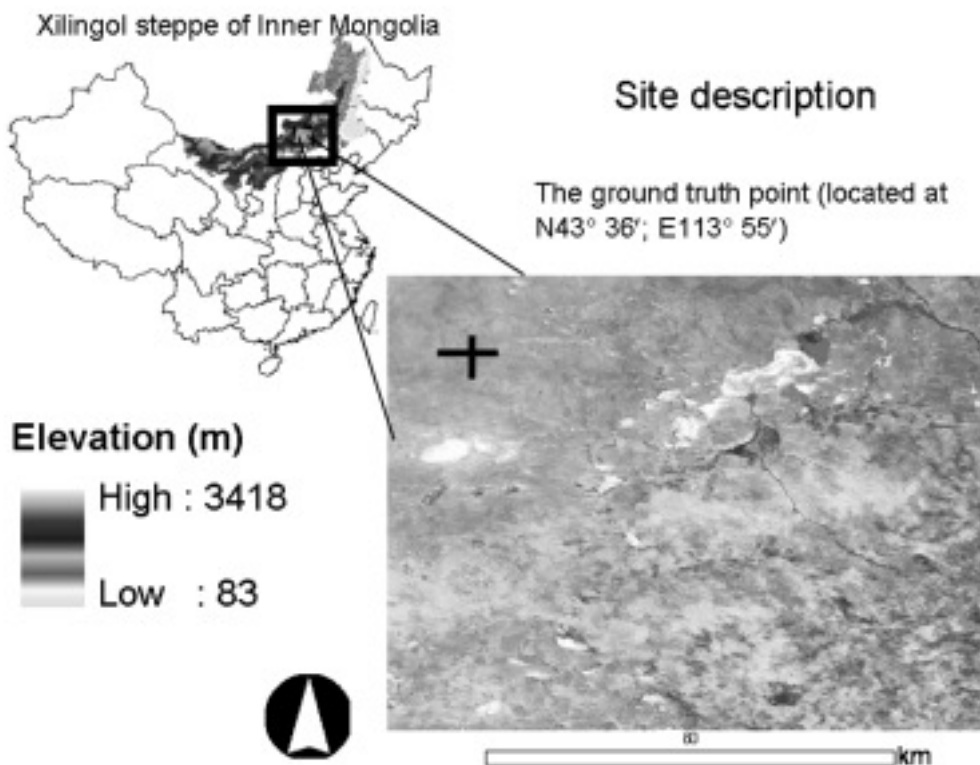 Xilingol steppe of Inner Mongolia
Site description
The ground truth point (located at
N43° 36′; E113° 55′)
Elevation (m)
High : 3418
Low : 83
km